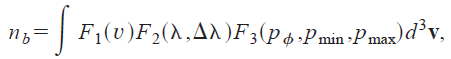 n_b = ∫ F_1(υ)F_2(λ,Δλ)F_3(p_ϕ,p_min,p_max)d^3v,